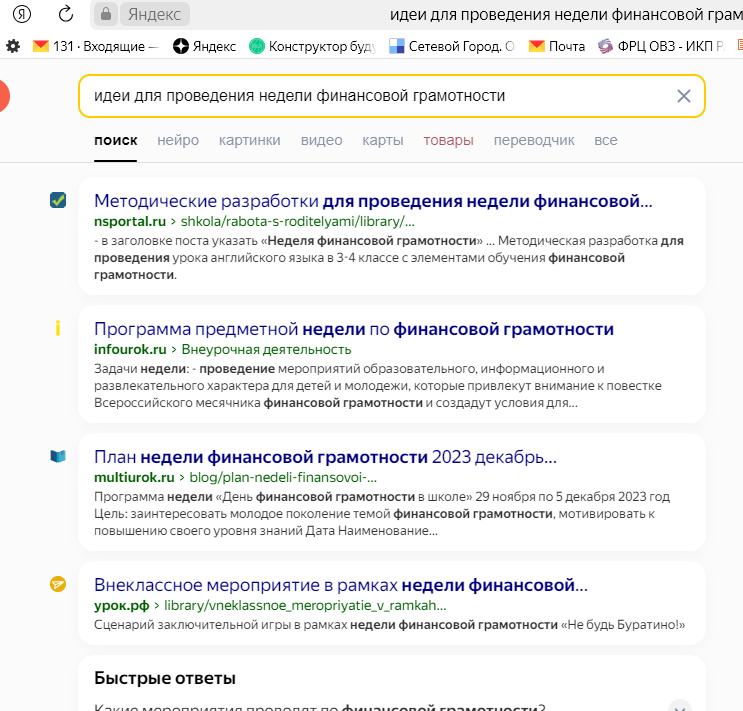 Я Яндекс идеи для проведения недели финансовой грам
131 · Входящие — Яндекс Конструктор буду Сетевой Город. О Почта ФРЦ ОВЗ - ИКП Р
идеи для проведения недели финансовой грамотности
поиск нейро картинки видео карты товары переводчик все
Методические разработки для проведения недели финансовой...
nsportal.ru › shkola/rabota-s-roditelyami/library/...
- в заголовке поста указать «Неделя финансовой грамотности» ... Методическая разработка для
проведения урока английского языка в 3-4 классе с элементами обучения финансовой
грамотности.
Программа предметной недели по финансовой грамотности
infourok.ru › Внеурочная деятельность
Задачи недели: - проведение мероприятий образовательного, информационного и
развлекательного характера для детей и молодежи, которые привлекут внимание к повестке
Всероссийского месячника финансовой грамотности и создадут условия для...
План недели финансовой грамотности 2023 декабрь...
multiurok.ru › blog/plan-nedeli-finansovoi-...
Программа недели «День финансовой грамотности в школе» 29 ноября по 5 декабря 2023 год
Цель: заинтересовать молодое поколение темой финансовой грамотности, мотивировать к
повышению своего уровня знаний Дата Наименование...
Внеклассное мероприятие в рамках недели финансовой...
урок.рф › library/vneklassnoe_meropriyatie_v_ramkah...
Сценарий заключительной игры в рамках недели финансовой грамотности «Не будь Буратино!»
Быстрые ответы
Какие мероприятия проводят по финансовой грамотности?